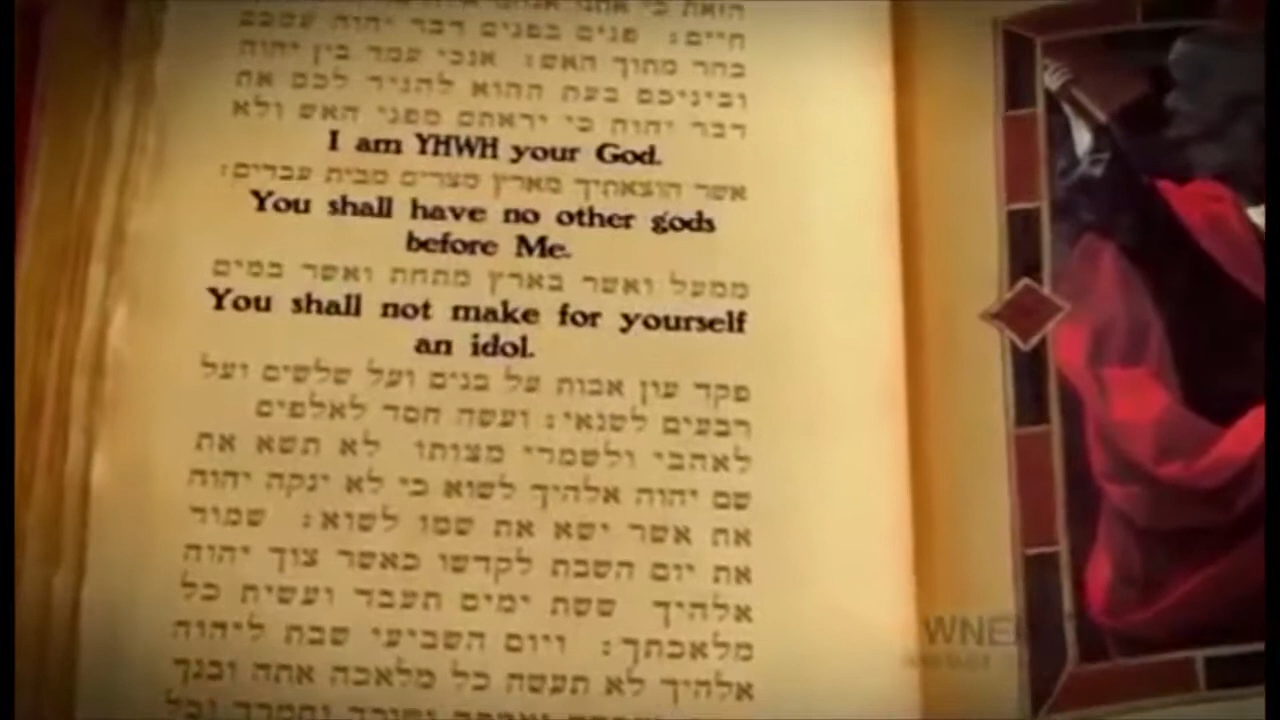 חיים: פנים בפנים דבר יהוה עמכם
בהר מתוך האש: אנכי עמד בין יהוה
וביניכם בעת ההוא להגיד לכם את
דבר יהוה כי יראתם מפני האש ולא
I am YHWH your God.
אשר הוצאתיך מארץ מצרים מבית עבדים:
You shall have no other gods
before Me.
ממעל ואשר בארץ מתחת ואשר במים
You shall not make for yourself
an idol.
פקד עון אבות על בנים ועל שלשים ועל
רבעים לשנאי: ועשה חסד לאלפים
לאהבי ולשמרי מצותו לא תשא את
שם יהוה אלהיך לשוא כי לא ינקה יהוה
את אשר ישא את שמו לשוא: שמור
את יום השבת לקדשו כאשר צוך יהוה
אלהיך ששת ימים תעבד ועשית כל
מלאכתך: ויום השביעי שבת ליהוה
אלהיך לא תעשה כל מלאכה אתה ובנך
WNE